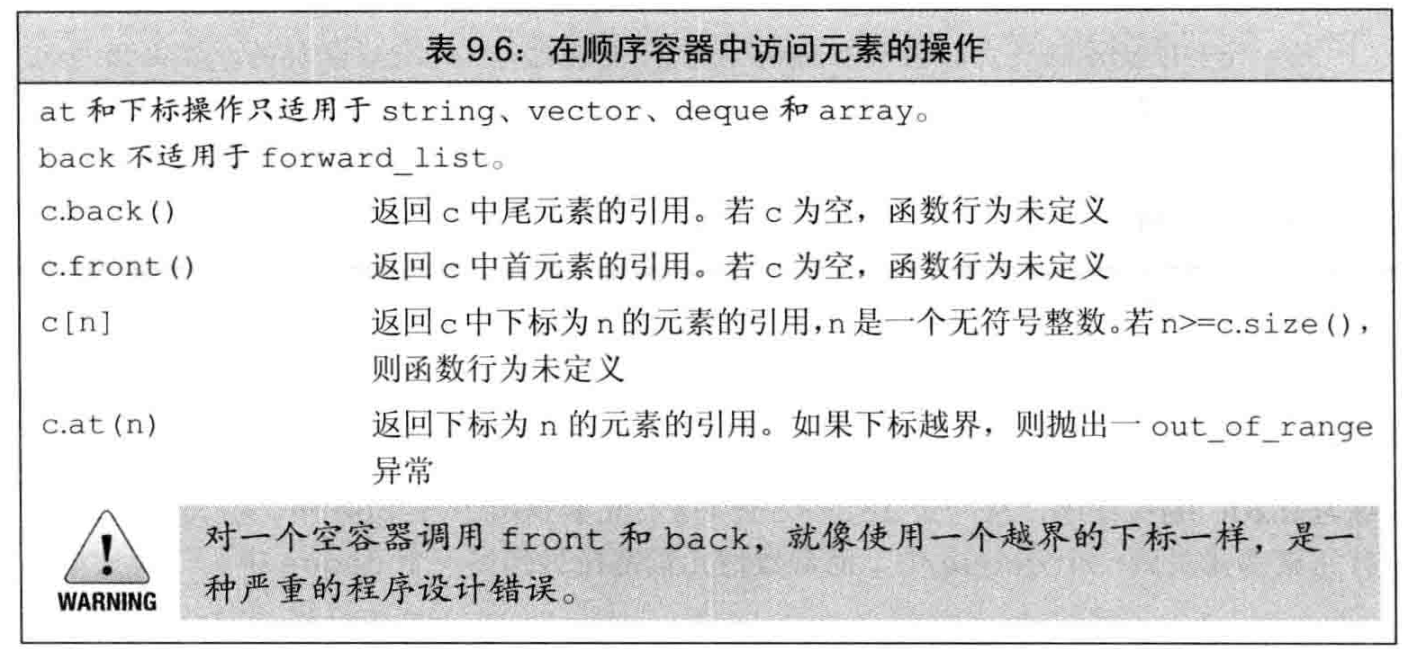 表 9.6：在顺序容器中访问元素的操作
at 和下标操作只适用于 string、vector、deque 和 array。
back 不适用于 forward_list。
c.back() 返回 c 中尾元素的引用。若 c 为空，函数行为未定义
c.front() 返回 c 中首元素的引用。若 c 为空，函数行为未定义
c[n] 返回 c 中下标为 n 的元素的引用，n 是一个无符号整数。若 n>=c.size()，
则函数行为未定义
c.at(n) 返回下标为 n 的元素的引用。如果下标越界，则抛出一 out_of_range
异常
对一个空容器调用 front 和 back，就像使用一个越界的下标一样，是一
种严重的程序设计错误。
WARNING